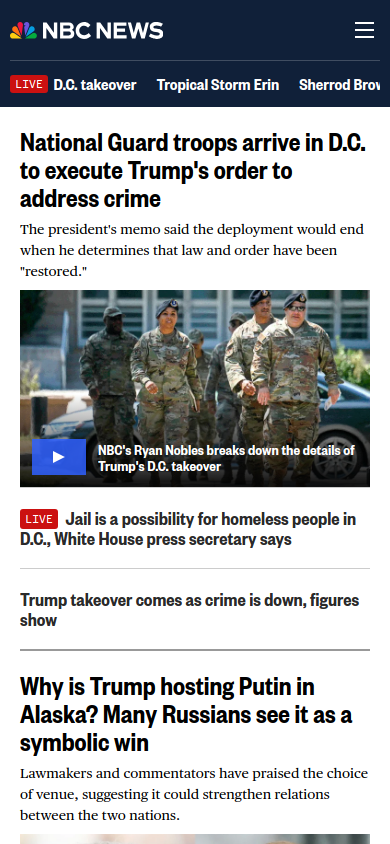 NBC NEWS
LIVE D.C. takeover Tropical Storm Erin Sherrod Brow
National Guard troops arrive in D.C.
to execute Trump's order to
address crime
The president's memo said the deployment would end
when he determines that law and order have been
"restored."
NBC's Ryan Nobles breaks down the details of
Trump's D.C. takeover
LIVE Jail is a possibility for homeless people in
D.C., White House press secretary says
Trump takeover comes as crime is down, figures
show
Why is Trump hosting Putin in
Alaska? Many Russians see it as a
symbolic win
Lawmakers and commentators have praised the choice
of venue, suggesting it could strengthen relations
between the two nations.